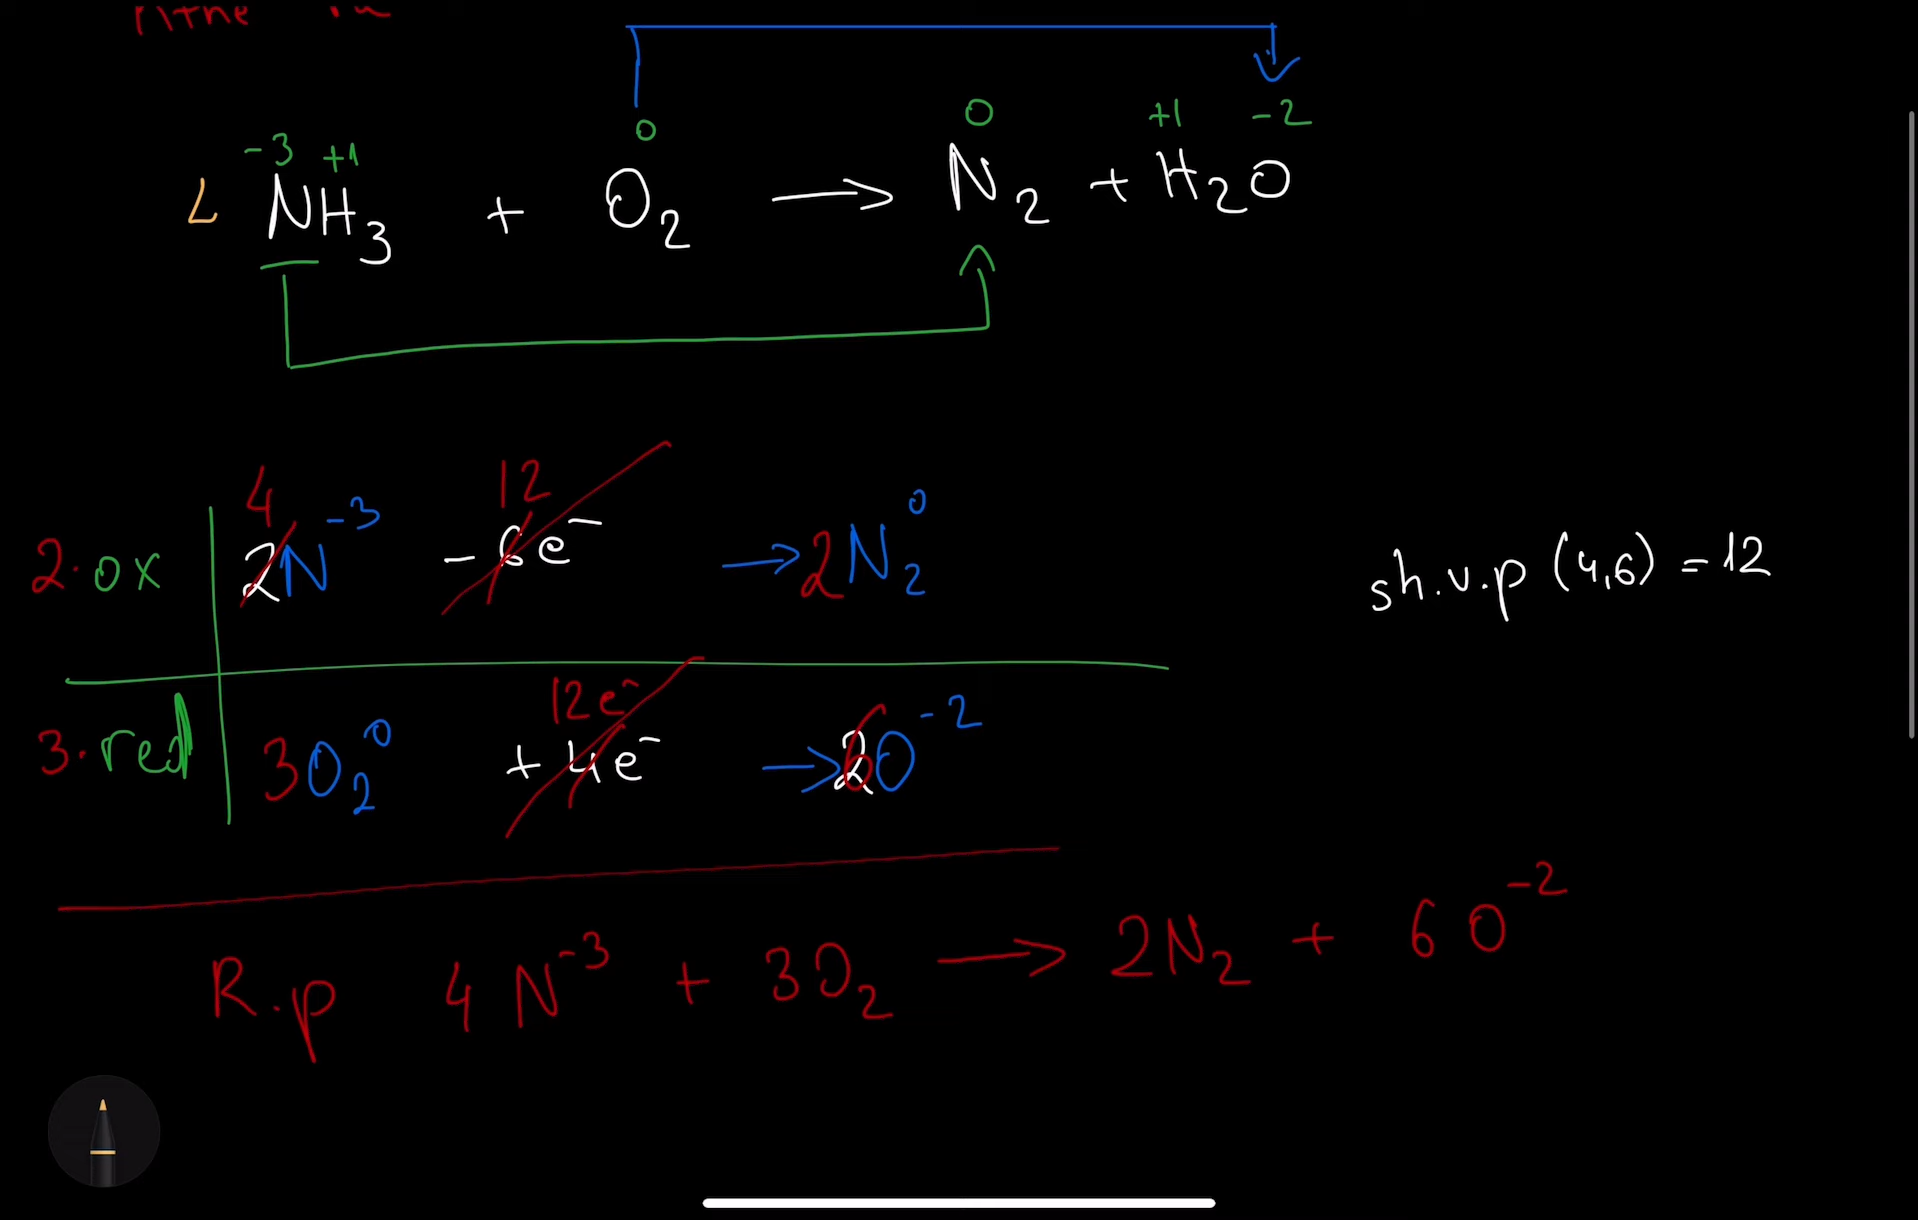 -3 +1 0 0 +1 -2
NH3 + O2 → N2 + H2O
4 12
2. ox 2N^-3 - 6e^- → 2N2^0
sh.v.p (4,6) = 12
12e^-
3. red 3O2^0 + 4e^- → 6O^-2
R.p 4N^-3 + 3O2 → 2N2 + 6O^-2